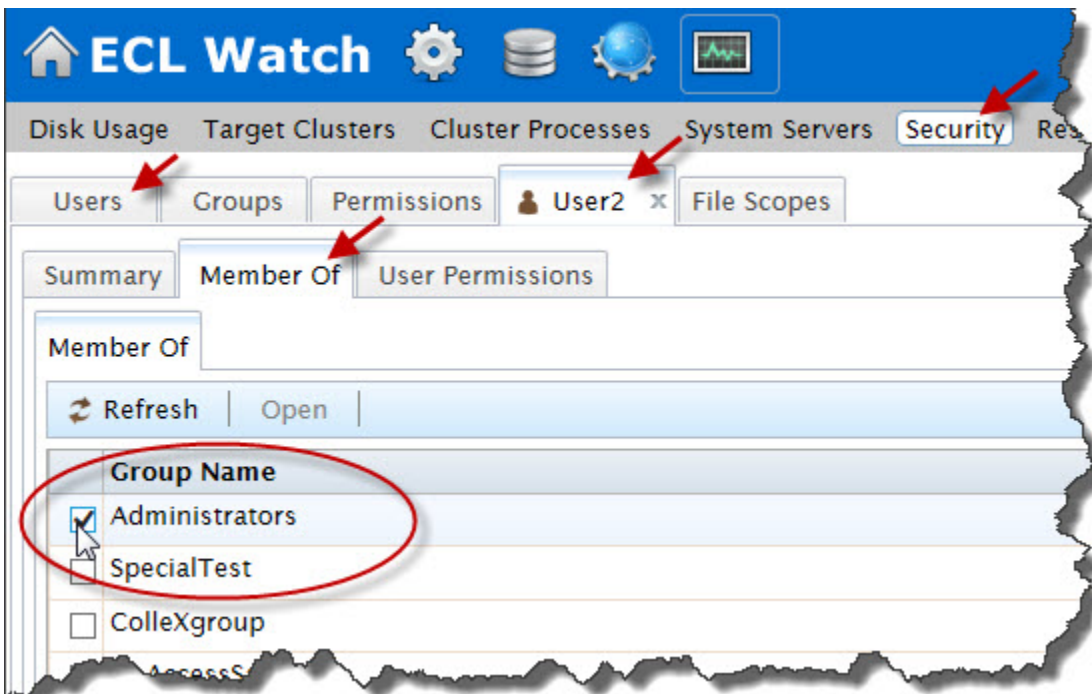 ECL Watch
Disk Usage Target Clusters Cluster Processes System Servers Security Res
Users Groups Permissions User2 x File Scopes
Summary Member Of User Permissions
Member Of
Refresh Open
Group Name
Administrators
SpecialTest
ColleXgroup